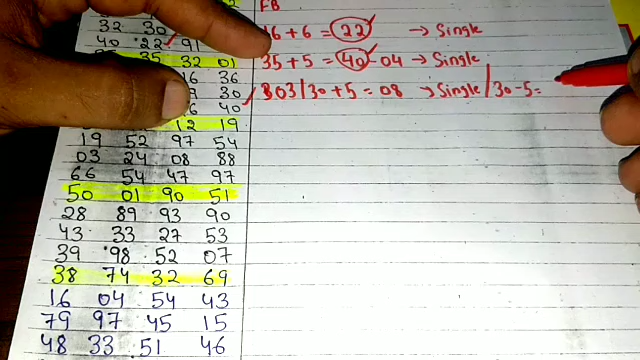 FB
32 30
40 22 91
16 + 6 = 22 → Single
35 32 01
35 + 5 = 40 - 04 → Single
16 36
30
803/30 + 5 = 08 → Single/30-5=
40
12 19
19 52 97 54
03 24 08 88
66 54 47 97
50 01 90 51
28 89 93 90
43 33 27 53
39 98 52 07
38 74 32 69
16 04 54 43
79 97 45 15
48 33 51 46